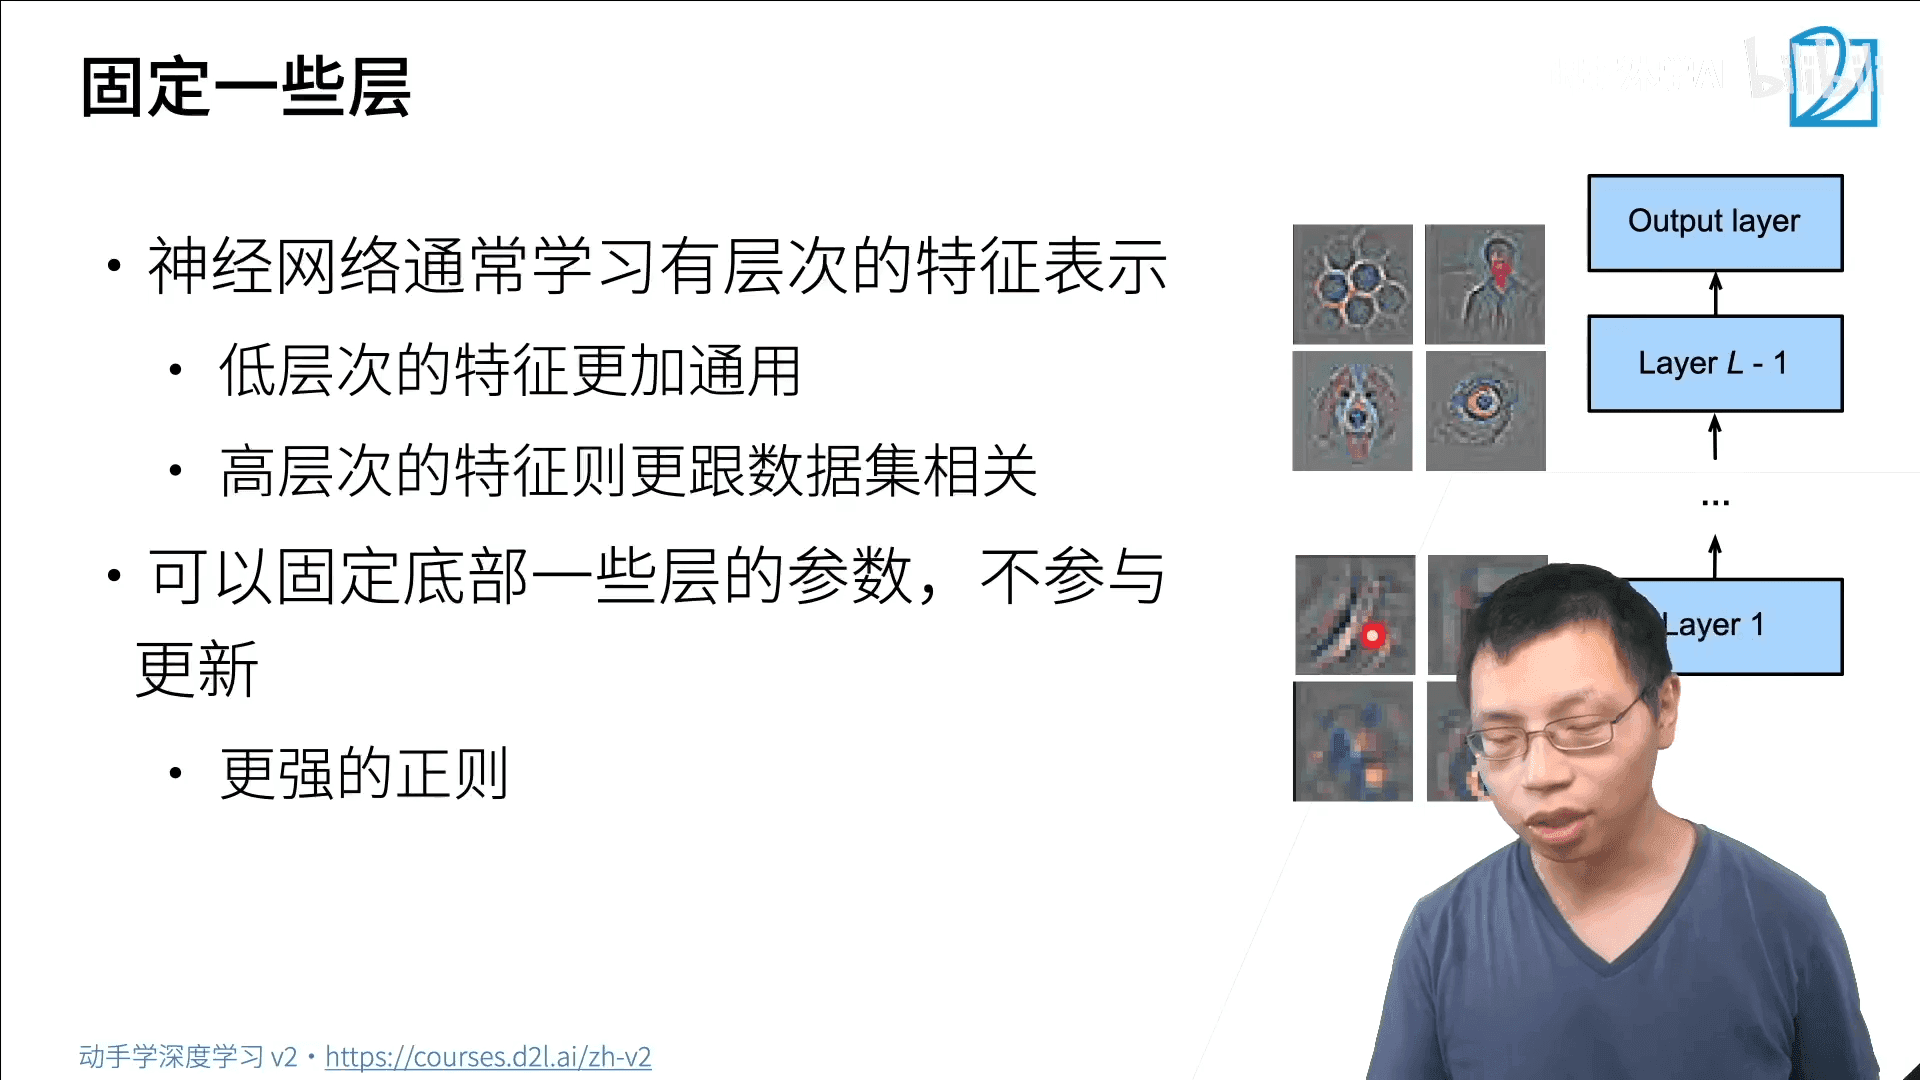 固定一些层
bilibili
• 神经网络通常学习有层次的特征表示
• 低层次的特征更加通用
• 高层次的特征则更跟数据集相关
• 可以固定底部一些层的参数，不参与
更新
• 更强的正则
Output layer
Layer L - 1
...
Layer 1
动手学深度学习 v2 • https://courses.d2l.ai/zh-v2